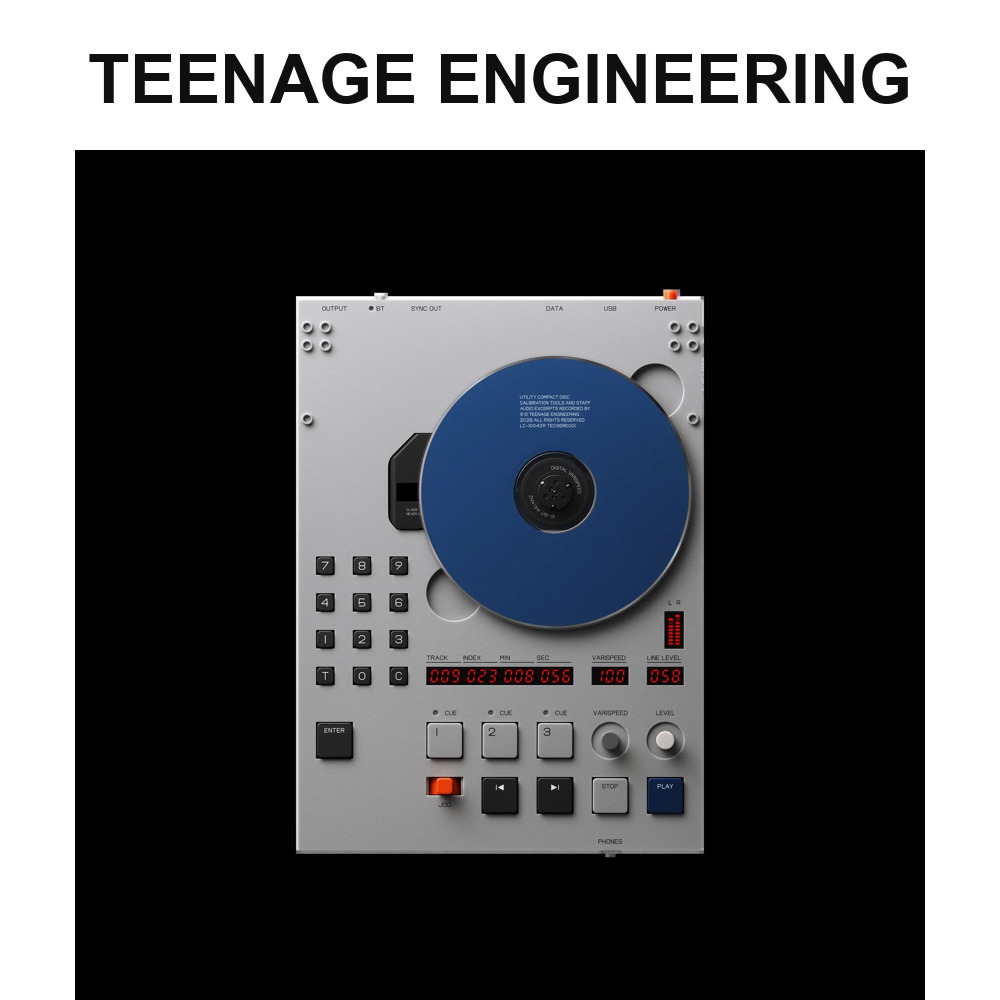 TEENAGE ENGINEERING
OUTPUT BT SYNC OUT DATA USB POWER
UTILITY COMPACT DISC
CALIBRATION TOOLS AND STAFF
AUDIO EXCERPTS RECORDED BY
TEENAGE ENGINEERING
ALL RIGHTS RESERVED
DIGITAL VARISPEED
7 8 9
4 5 6
L R
1 2 3
TRACK INDEX MIN SEC VARISPEED LINE LEVEL
T 0 C 009 023 008 056 100 058
CUE CUE CUE VARISPEED LEVEL
ENTER 1 2 3
STOP PLAY
JOG
PHONES